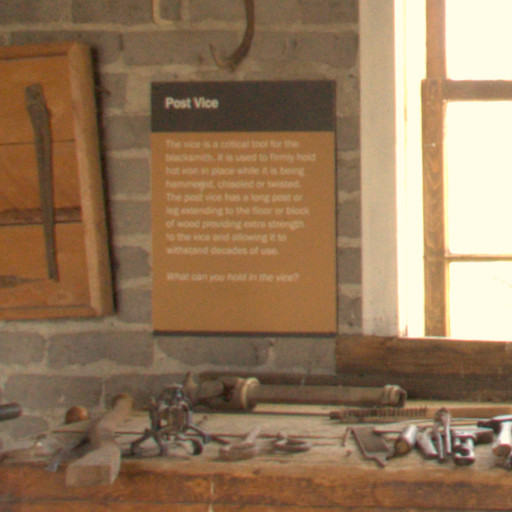 Post Vice
The vice is a critical tool for the
blacksmith. It is used to firmly hold
hot iron in place while it is being
hammered, chiseled or twisted.
The post vice has a long post or
leg extending to the floor or block
of wood providing extra strength
to the vice and allowing it to
withstand decades of use.
What can you hold in the vice?